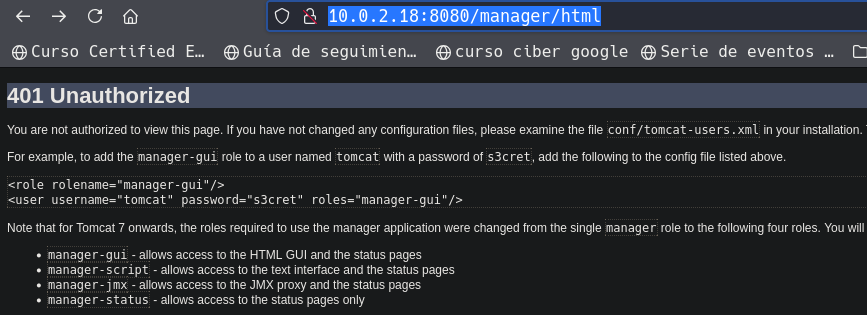 10.0.2.18:8080/manager/html
Curso Certified E… Guía de seguimien… curso ciber google Serie de eventos …
401 Unauthorized
You are not authorized to view this page. If you have not changed any configuration files, please examine the file conf/tomcat-users.xml in your installation.
For example, to add the manager-gui role to a user named tomcat with a password of s3cret, add the following to the config file listed above.
<role rolename="manager-gui"/>
<user username="tomcat" password="s3cret" roles="manager-gui"/>
Note that for Tomcat 7 onwards, the roles required to use the manager application were changed from the single manager role to the following four roles. You will
• manager-gui - allows access to the HTML GUI and the status pages
• manager-script - allows access to the text interface and the status pages
• manager-jmx - allows access to the JMX proxy and the status pages
• manager-status - allows access to the status pages only